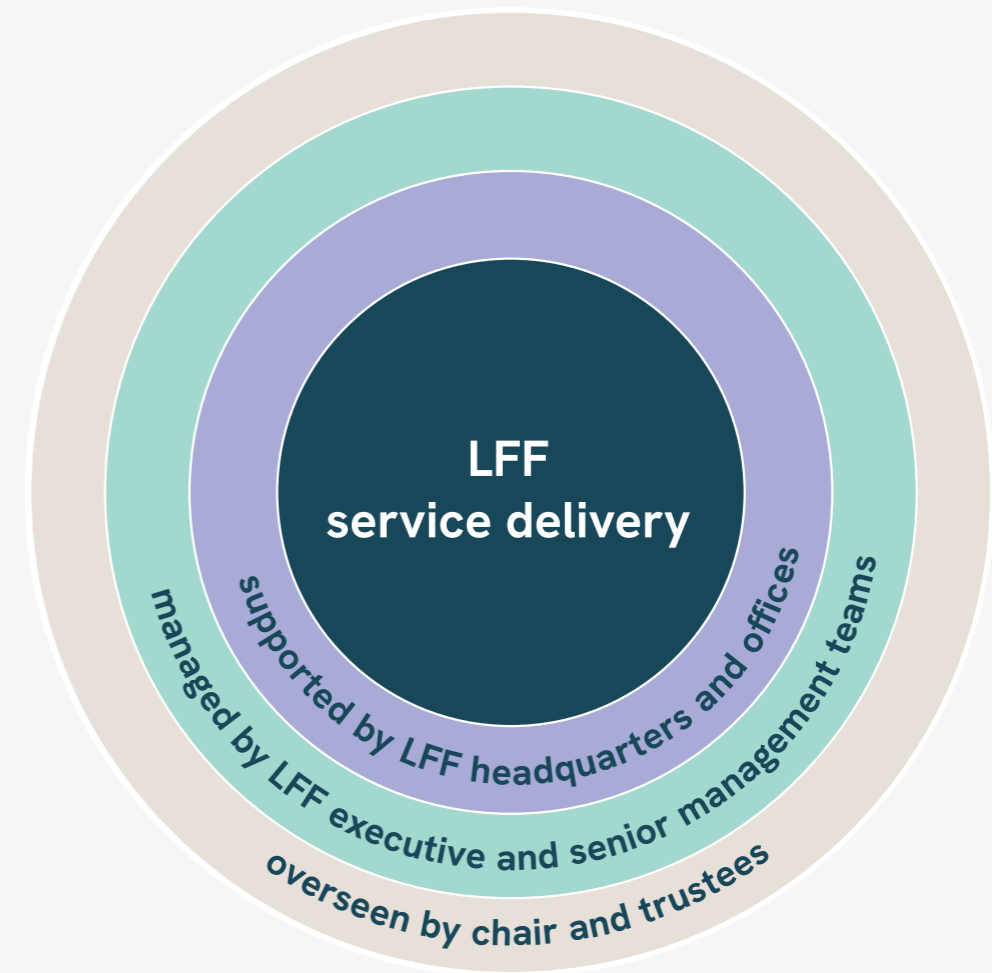 LFF
service delivery
supported by LFF headquarters and offices
managed by LFF executive and senior management teams
overseen by chair and trustees